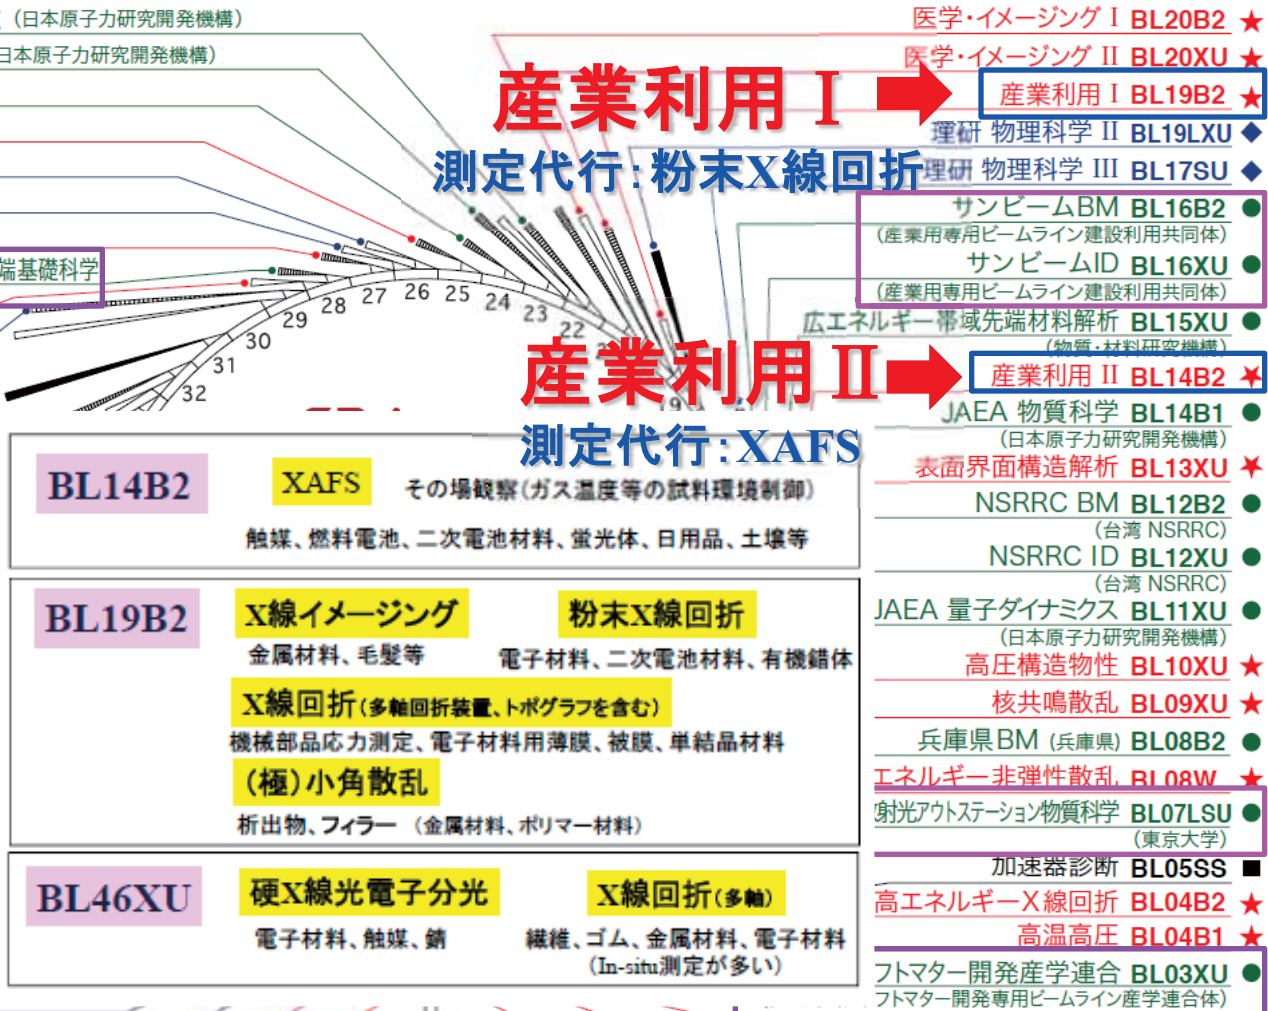 (日本原子力研究開発機構)
日本原子力研究開発機構)
端基礎科学
医学・イメージング I BL20B2 ★
医学・イメージング II BL20XU ★
産業利用 I BL19B2 ★
理研 物理科学 II BL19LXU ◆
理研 物理科学 III BL17SU ◆
サンビームBM BL16B2 ●
(産業用専用ビームライン建設利用共同体)
サンビームID BL16XU ●
(産業用専用ビームライン建設利用共同体)
広エネルギー帯域先端材料解析 BL15XU ●
(物質・材料研究機構)
産業利用 II BL14B2 ★
JAEA 物質科学 BL14B1 ●
(日本原子力研究開発機構)
表面界面構造解析 BL13XU ★
NSRRC BM BL12B2 ●
(台湾 NSRRC)
NSRRC ID BL12XU ●
(台湾 NSRRC)
JAEA 量子ダイナミクス BL11XU ●
(日本原子力研究開発機構)
高圧構造物性 BL10XU ★
核共鳴散乱 BL09XU ★
兵庫県BM (兵庫県) BL08B2 ●
エネルギー非弾性散乱 BL08W ★
射光アウトステーション物質科学 BL07LSU ●
(東京大学)
加速器診断 BL05SS ■
高エネルギーX線回折 BL04B2 ★
高温高圧 BL04B1 ★
フトマター開発産学連合 BL03XU ●
フトマター開発専用ビームライン産学連合体)
産業利用Ⅰ
測定代行:粉末X線回折
産業利用Ⅱ
測定代行:XAFS
32
31
30
29
28
27
26
25
24
23
22
19
BL14B2
XAFS その場観察(ガス温度等の試料環境制御)
触媒、燃料電池、二次電池材料、蛍光体、日用品、土壌等
BL19B2
X線イメージング 粉末X線回折
金属材料、毛髪等 電子材料、二次電池材料、有機錯体
X線回折(多軸回折装置、トポグラフを含む)
機械部品応力測定、電子材料用薄膜、被膜、単結晶材料
(極)小角散乱
析出物、フィラー (金属材料、ポリマー材料)
BL46XU
硬X線光電子分光 X線回折(多軸)
電子材料、触媒、錆 繊維、ゴム、金属材料、電子材料
(In-situ測定が多い)